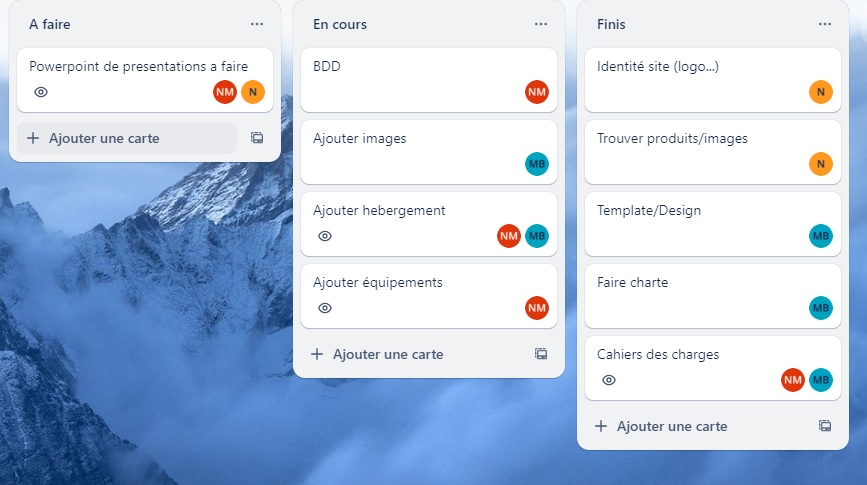 A faire
Powerpoint de presentations a faire
NM N
Ajouter une carte
En cours
BDD
NM
Ajouter images
MB
Ajouter hebergement
NM MB
Ajouter équipements
NM
Ajouter une carte
Finis
Identité site (logo...)
N
Trouver produits/images
N
Template/Design
MB
Faire charte
MB
Cahiers des charges
NM MB
Ajouter une carte